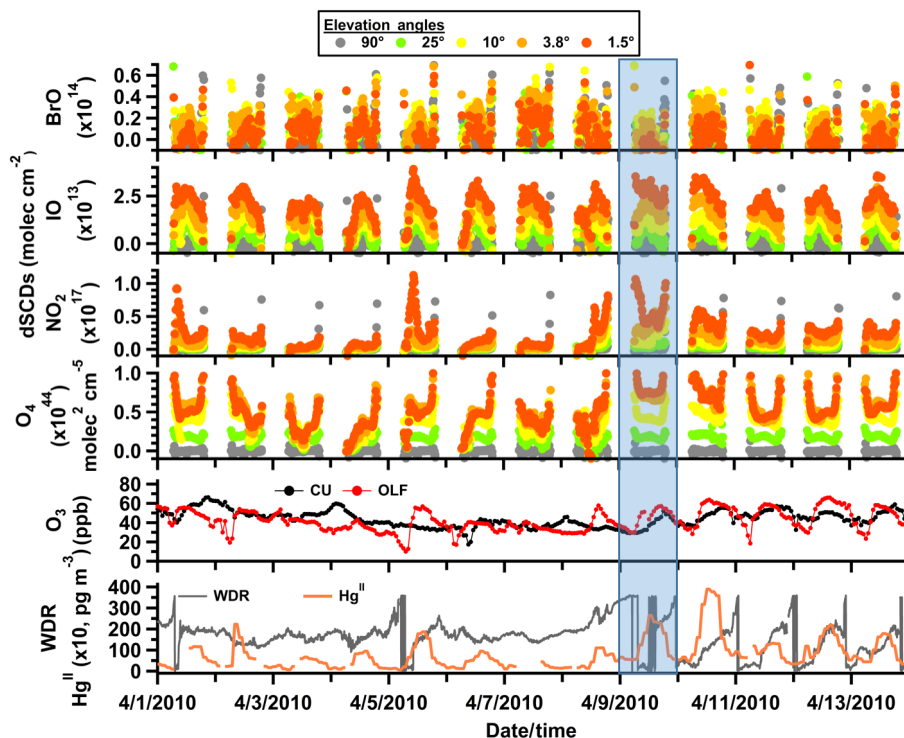 Elevation angles
90° 25° 10° 3.8° 1.5°
dSCDs (molec cm-2)
BrO
(x10^14)
0.6
0.4
0.2
0.0
IO
(x10^13)
2.5
0.0
NO2
(x10^17)
1.0
0.5
0.0
O4
(x10^44)
molec^2 cm-5
1.0
0.5
0.0
O3
(ppb)
80
60
40
20
0
CU OLF
WDR
Hg^II (x10, pg m-3)
400
300
200
100
0
WDR Hg^II
4/1/2010 4/3/2010 4/5/2010 4/7/2010 4/9/2010 4/11/2010 4/13/2010
Date/time